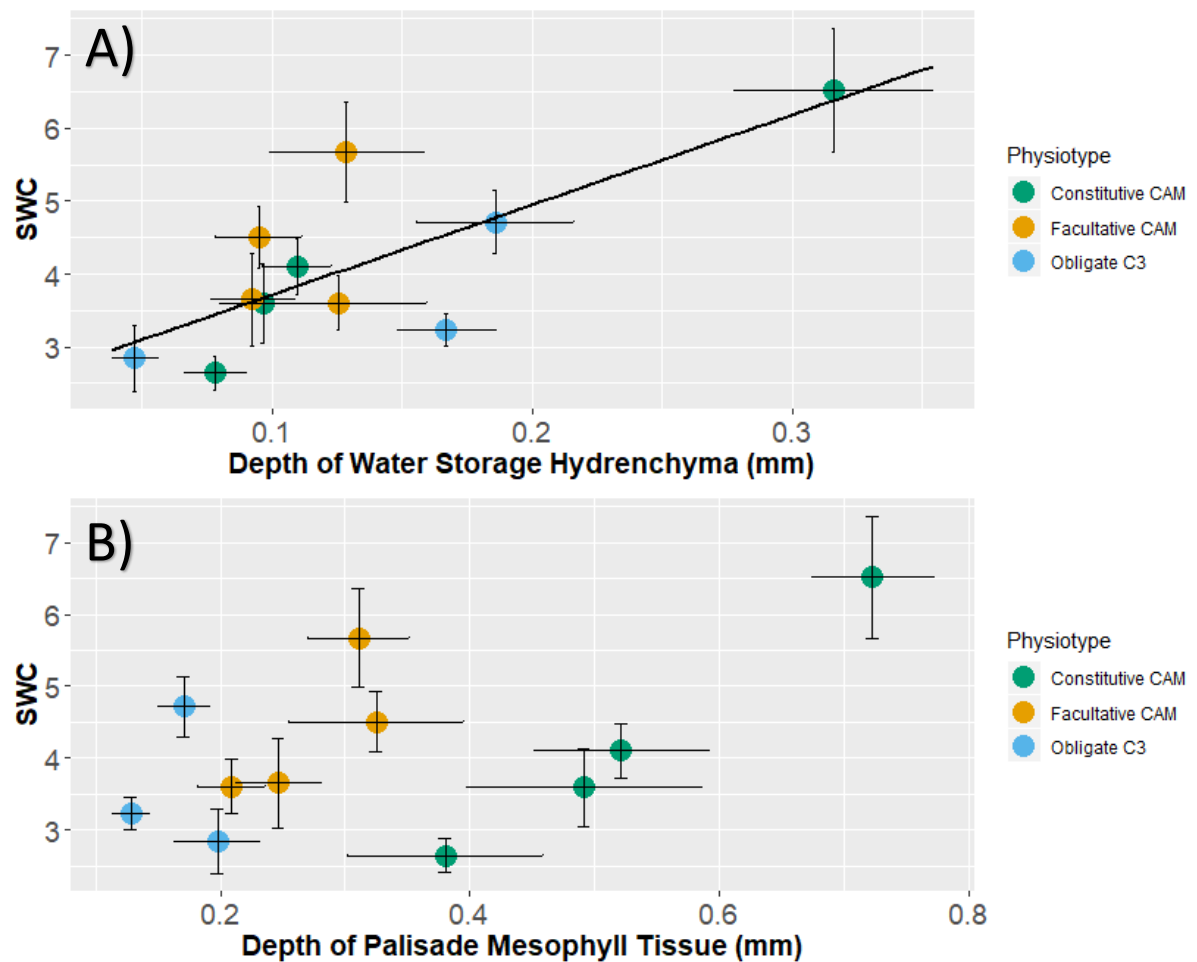 A)
7
6
5
4
3
SWC
0.1 0.2 0.3
Depth of Water Storage Hydrenchyma (mm)
Physiotype
Constitutive CAM
Facultative CAM
Obligate C3
B)
7
6
5
4
3
SWC
0.2 0.4 0.6 0.8
Depth of Palisade Mesophyll Tissue (mm)
Physiotype
Constitutive CAM
Facultative CAM
Obligate C3